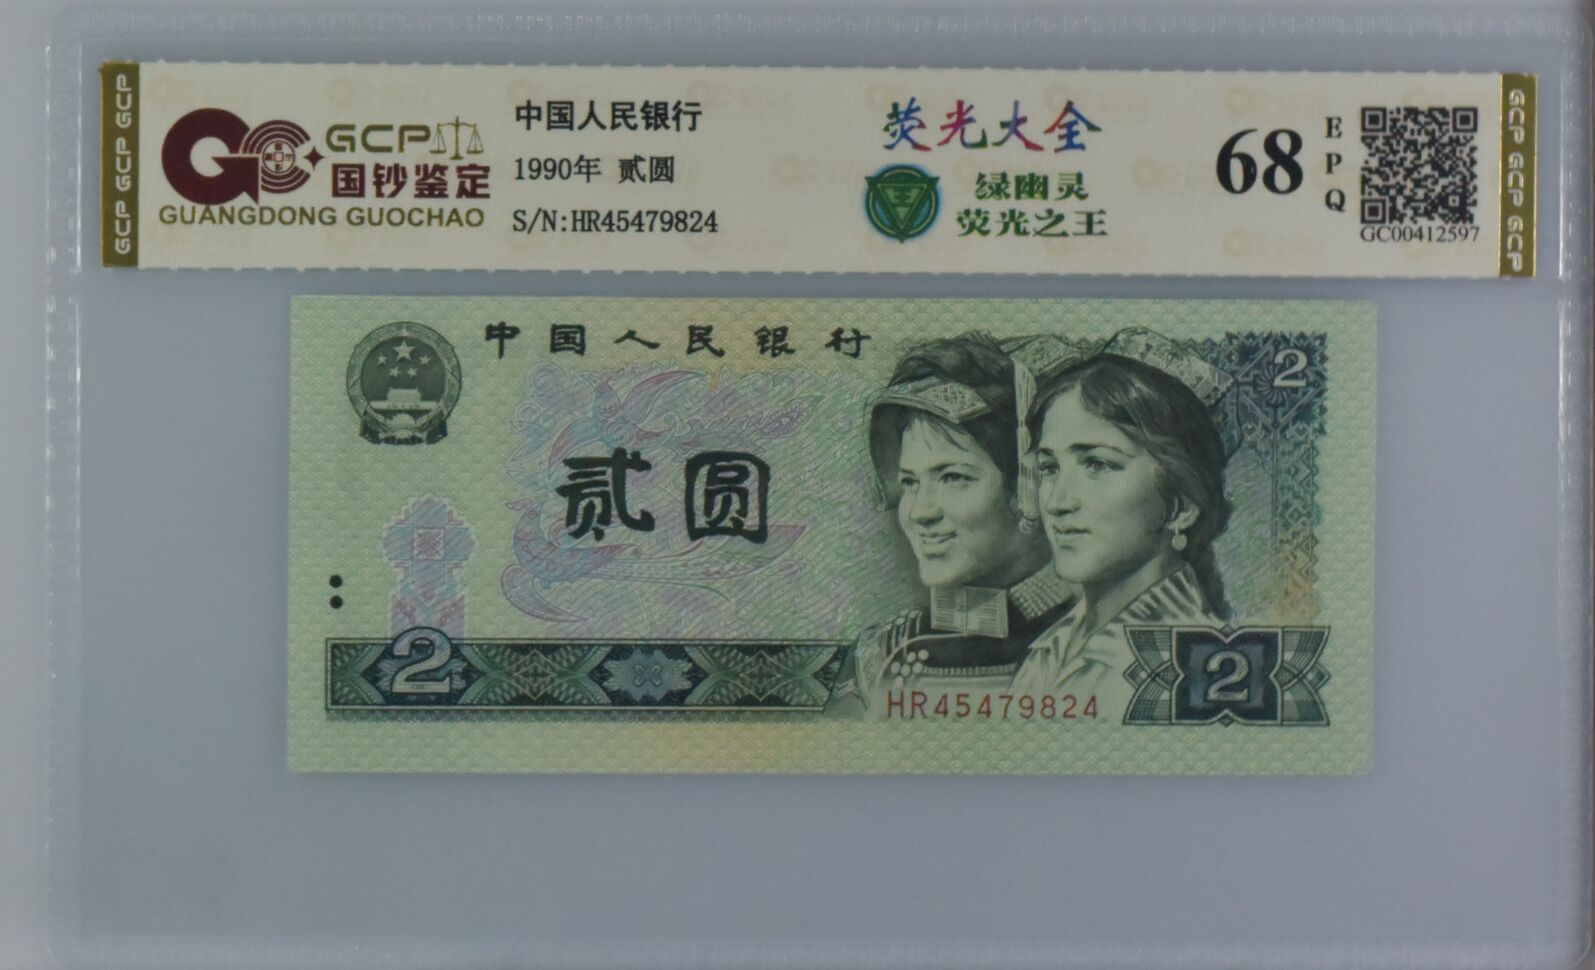 GCP GCP GCP
GCP
国钞鉴定
GUANGDONG GUOCHAO
中国人民银行
1990年 贰圆
S/N:HR45479824
荧光大全
王
绿幽灵
荧光之王
68
EPQ
GC00412597
GCP GCP GCP
中国人民银行
2
贰圆
2
HR45479824
2